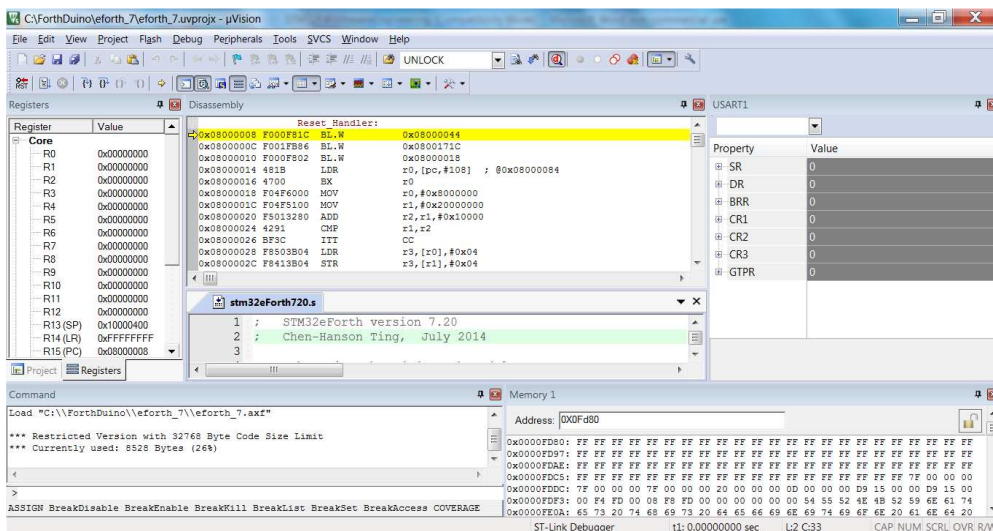 C:\ForthDuino\eforth_7\eforth_7.uvprojx - µVision
File Edit View Project Flash Debug Peripherals Tools SVCS Window Help
UNLOCK
Registers
Register Value
Core
R0 0x00000000
R1 0x00000000
R2 0x00000000
R3 0x00000000
R4 0x00000000
R5 0x00000000
R6 0x00000000
R7 0x00000000
R8 0x00000000
R9 0x00000000
R10 0x00000000
R11 0x00000000
R12 0x00000000
R13 (SP) 0x10000400
R14 (LR) 0xFFFFFFFF
R15 (PC) 0x08000008
Project Registers
Disassembly
Reset_Handler:
0x08000008 F000F81C BL.W 0x08000044
0x0800000C F001FB86 BL.W 0x0800171C
0x08000010 F000F802 BL.W 0x08000018
0x08000014 481B LDR r0,[pc,#108] ; @0x08000084
0x08000016 4700 BX r0
0x08000018 F04F6000 MOV r0,#0x8000000
0x0800001C F04F5100 MOV r1,#0x20000000
0x08000020 F5013280 ADD r2,r1,#0x10000
0x08000024 4291 CMP r1,r2
0x08000026 BF3C ITT CC
0x08000028 F8503B04 LDR r3,[r0],#0x04
0x0800002C F8413B04 STR r3,[r1],#0x04
stm32eForth720.s
1 ; STM32eForth version 7.20
2 ; Chen-Hanson Ting, July 2014
3
USART1
Property Value
SR 0
DR 0
BRR 0
CR1 0
CR2 0
CR3 0
GTPR 0
Command
Load "C:\\ForthDuino\\eforth_7\\eforth_7.axf"
*** Restricted Version with 32768 Byte Code Size Limit
*** Currently used: 8528 Bytes (26%)
>
ASSIGN BreakDisable BreakEnable BreakKill BreakList BreakSet BreakAccess COVERAGE
Memory 1
Address: 0X0Fd80
0x0000FD80: FF FF FF FF FF FF FF FF FF FF FF FF FF FF FF FF FF FF FF FF FF FF FF
0x0000FD97: FF FF FF FF FF FF FF FF FF FF FF FF FF FF FF FF FF FF FF FF FF FF FF
0x0000FDAE: FF FF FF FF FF FF FF FF FF FF FF FF FF FF FF FF FF FF FF FF FF FF FF
0x0000FDC5: FF FF FF FF FF FF FF FF FF FF FF FF FF FF FF FF FF FF FF 7F 00 00 00
0x0000FDDC: 7F 00 00 00 7F 00 00 00 20 00 00 00 0D 00 00 00 D9 15 00 00 D9 15 00
0x0000FDF3: 00 F4 FD 00 08 F8 FD 00 00 00 00 00 00 54 55 52 4E 4B 52 59 6E 61 74
0x0000FE0A: 65 73 20 74 68 69 73 20 61 6E 64 20 64 65 66 69 6E 69 74 69 6F 6E 20
ST-Link Debugger t1: 0.00000000 sec L:2 C:33 CAP NUM SCRL OVR R/